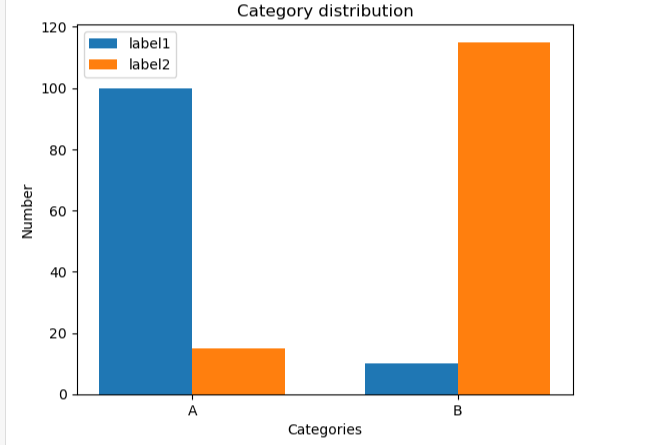 Category distribution
120
label1
label2
100
80
60
40
20
0
Number
A
B
Categories